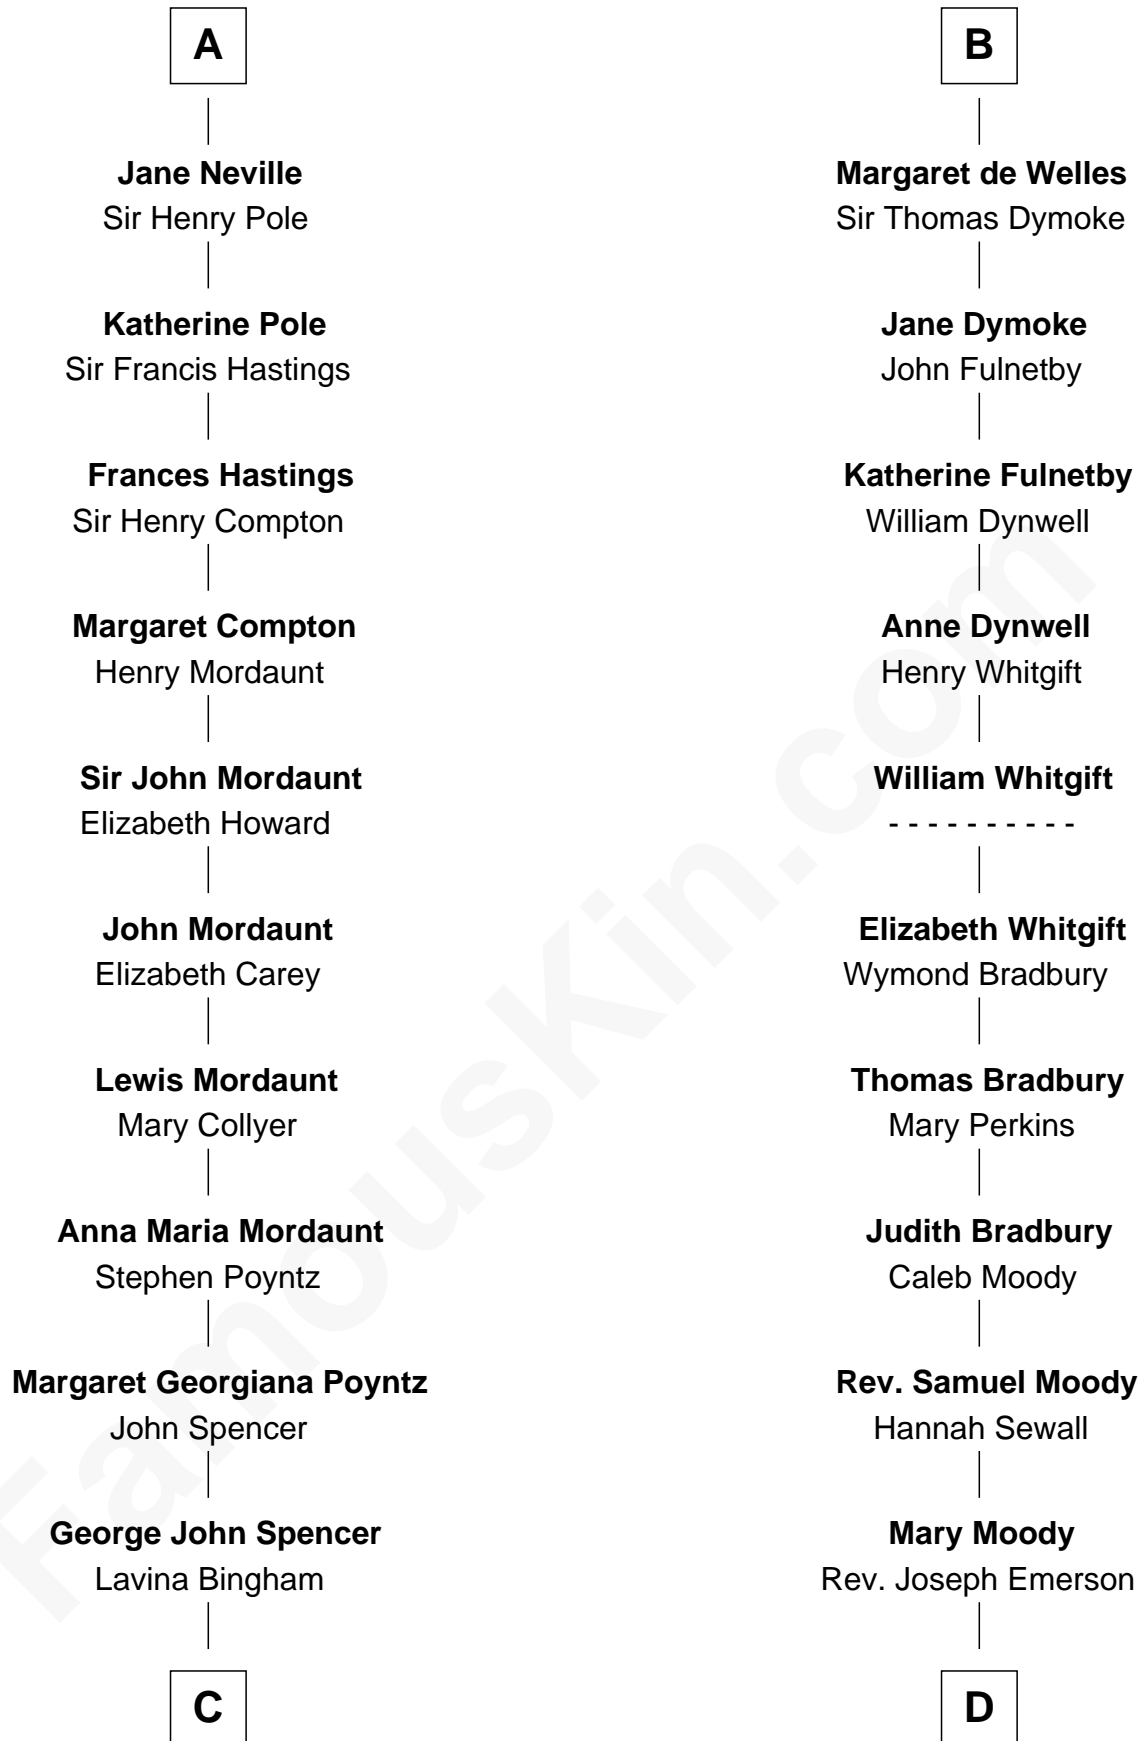 A
Jane Neville
Sir Henry Pole
Katherine Pole
Sir Francis Hastings
Frances Hastings
Sir Henry Compton
Margaret Compton
Henry Mordaunt
Sir John Mordaunt
Elizabeth Howard
John Mordaunt
Elizabeth Carey
Lewis Mordaunt
Mary Collyer
Anna Maria Mordaunt
Stephen Poyntz
Margaret Georgiana Poyntz
John Spencer
George John Spencer
Lavina Bingham
C
B
Margaret de Welles
Sir Thomas Dymoke
Jane Dymoke
John Fulnetby
Katherine Fulnetby
William Dynwell
Anne Dynwell
Henry Whitgift
William Whitgift
- - - - - - - - - -
Elizabeth Whitgift
Wymond Bradbury
Thomas Bradbury
Mary Perkins
Judith Bradbury
Caleb Moody
Rev. Samuel Moody
Hannah Sewall
Mary Moody
Rev. Joseph Emerson
D
FamousKin.com